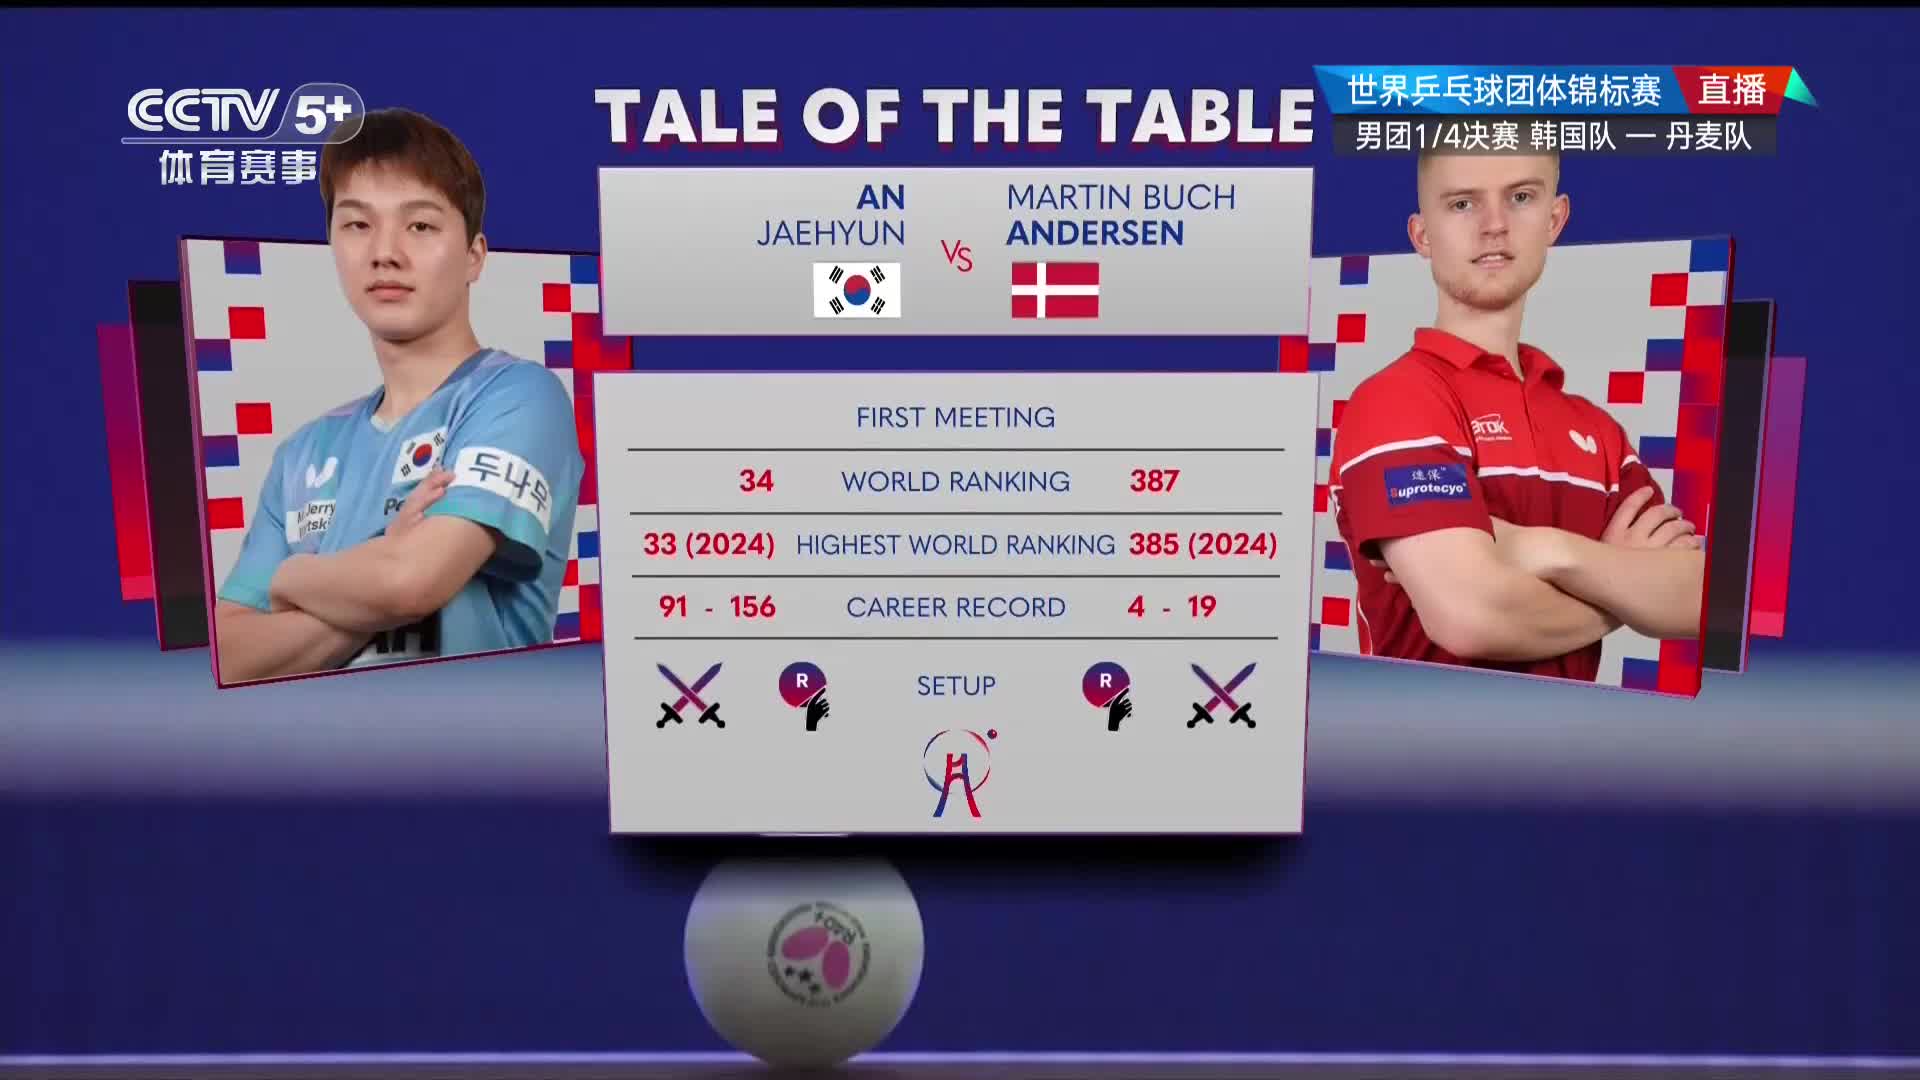 CCTV 5+
体育赛事
世界乒乓球团体锦标赛 直播
男团1/4决赛 韩国队 — 丹麦队
TALE OF THE TABLE
AN
JAEHYUN
VS
MARTIN BUCH
ANDERSEN
FIRST MEETING
34 WORLD RANKING 387
33 (2024) HIGHEST WORLD RANKING 385 (2024)
91 - 156 CAREER RECORD 4 - 19
R SETUP R
두나무
速保
Suprotecyo